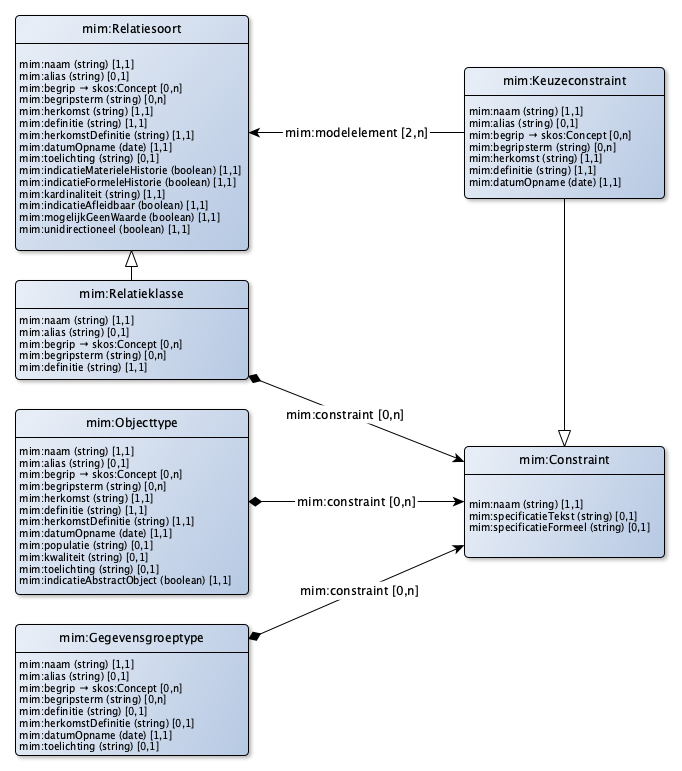 mim:Relatiesoort
mim:naam (string) [1,1]
mim:alias (string) [0,1]
mim:begrip → skos:Concept [0,n]
mim:begripsterm (string) [0,n]
mim:herkomst (string) [1,1]
mim:definitie (string) [1,1]
mim:herkomstDefinitie (string) [1,1]
mim:datumOpname (date) [1,1]
mim:toelichting (string) [0,1]
mim:indicatieMaterieleHistorie (boolean) [1,1]
mim:indicatieFormeleHistorie (boolean) [1,1]
mim:kardinaliteit (string) [1,1]
mim:indicatieAfleidbaar (boolean) [1,1]
mim:mogelijkGeenWaarde (boolean) [1,1]
mim:unidirectioneel (boolean) [1,1]
mim:modelelement [2,n]
mim:Keuzeconstraint
mim:naam (string) [1,1]
mim:alias (string) [0,1]
mim:begrip → skos:Concept [0,n]
mim:begripsterm (string) [0,n]
mim:herkomst (string) [1,1]
mim:definitie (string) [1,1]
mim:datumOpname (date) [1,1]
mim:Relatieklasse
mim:naam (string) [1,1]
mim:alias (string) [0,1]
mim:begrip → skos:Concept [0,n]
mim:begripsterm (string) [0,n]
mim:definitie (string) [1,1]
mim:constraint [0,n]
mim:Objecttype
mim:naam (string) [1,1]
mim:alias (string) [0,1]
mim:begrip → skos:Concept [0,n]
mim:begripsterm (string) [0,n]
mim:herkomst (string) [1,1]
mim:definitie (string) [1,1]
mim:herkomstDefinitie (string) [1,1]
mim:datumOpname (date) [1,1]
mim:populatie (string) [0,1]
mim:kwaliteit (string) [0,1]
mim:toelichting (string) [0,1]
mim:indicatieAbstractObject (boolean) [1,1]
mim:constraint [0,n]
mim:Constraint
mim:naam (string) [1,1]
mim:specificatieTekst (string) [0,1]
mim:specificatieFormeel (string) [0,1]
mim:constraint [0,n]
mim:Gegevensgroeptype
mim:naam (string) [1,1]
mim:alias (string) [0,1]
mim:begrip → skos:Concept [0,n]
mim:begripsterm (string) [0,n]
mim:definitie (string) [0,1]
mim:herkomstDefinitie (string) [0,1]
mim:datumOpname (date) [1,1]
mim:toelichting (string) [0,1]